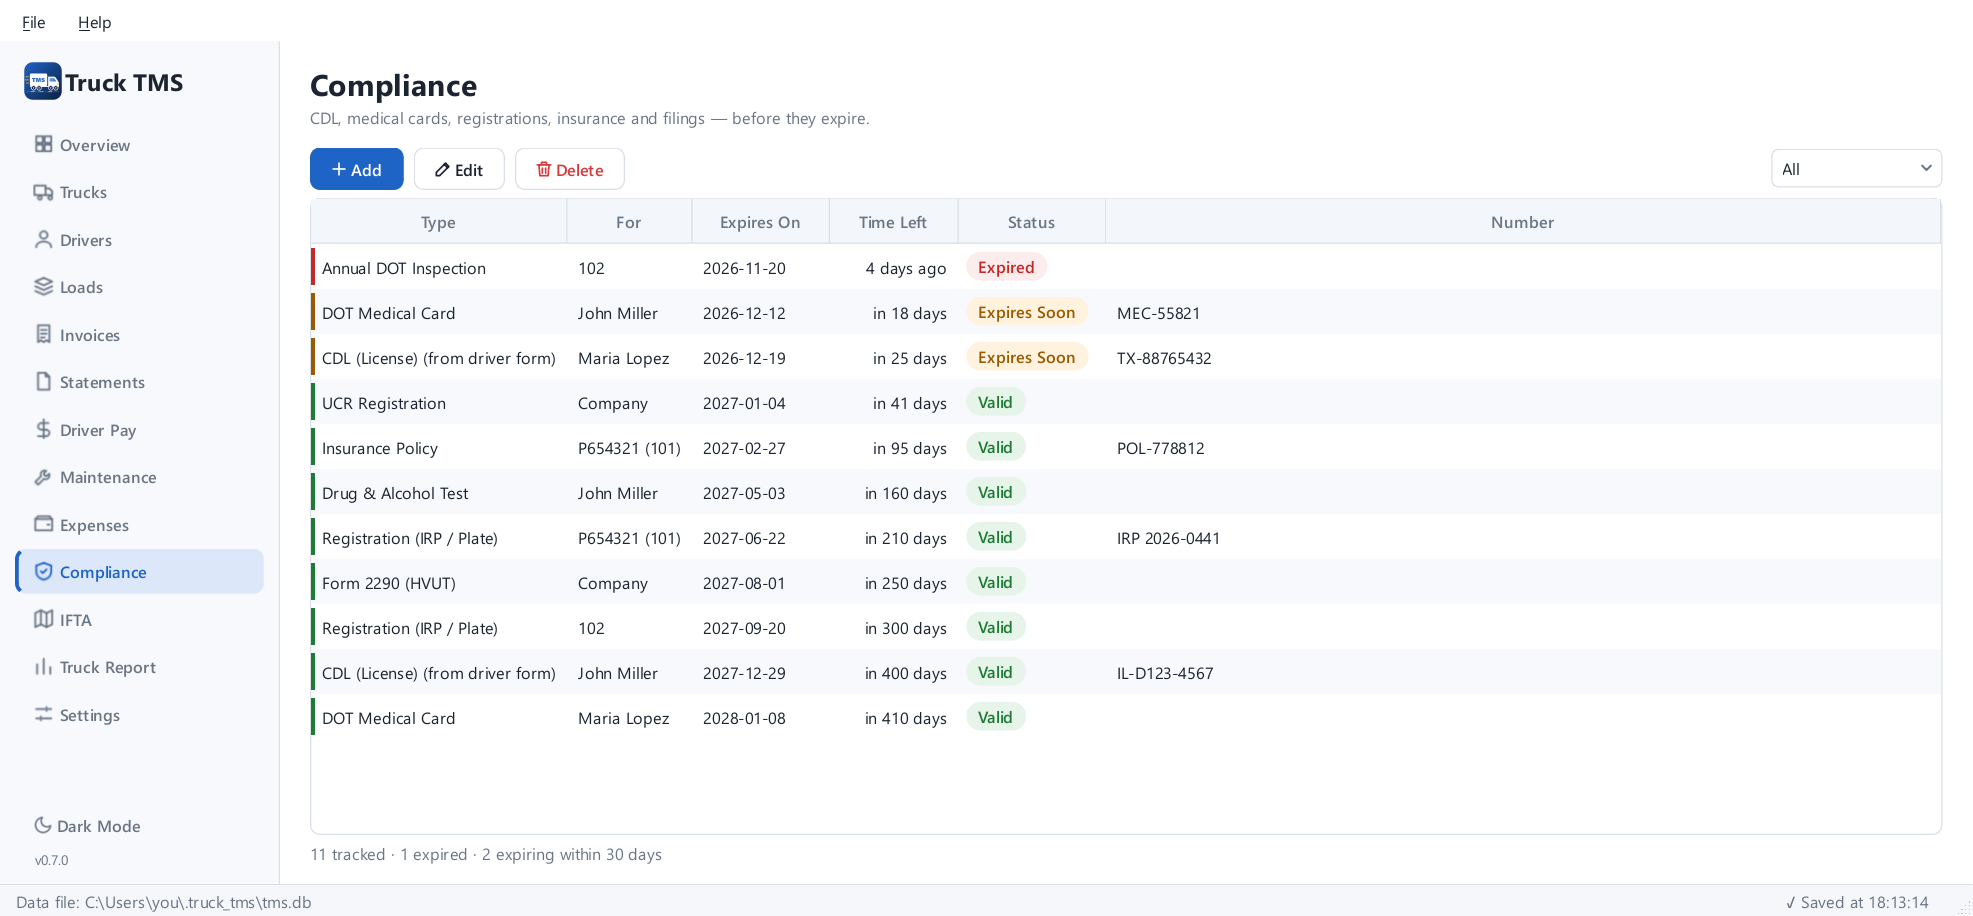 File Help
TMS
Truck TMS
Overview
Trucks
Drivers
Loads
Invoices
Statements
Driver Pay
Maintenance
Expenses
Compliance
IFTA
Truck Report
Settings
Dark Mode
v0.7.0
Compliance
CDL, medical cards, registrations, insurance and filings — before they expire.
Add Edit Delete All
Type For Expires On Time Left Status Number
Annual DOT Inspection 102 2026-11-20 4 days ago Expired
DOT Medical Card John Miller 2026-12-12 in 18 days Expires Soon MEC-55821
CDL (License) (from driver form) Maria Lopez 2026-12-19 in 25 days Expires Soon TX-88765432
UCR Registration Company 2027-01-04 in 41 days Valid
Insurance Policy P654321 (101) 2027-02-27 in 95 days Valid POL-778812
Drug & Alcohol Test John Miller 2027-05-03 in 160 days Valid
Registration (IRP / Plate) P654321 (101) 2027-06-22 in 210 days Valid IRP 2026-0441
Form 2290 (HVUT) Company 2027-08-01 in 250 days Valid
Registration (IRP / Plate) 102 2027-09-20 in 300 days Valid
CDL (License) (from driver form) John Miller 2027-12-29 in 400 days Valid IL-D123-4567
DOT Medical Card Maria Lopez 2028-01-08 in 410 days Valid
11 tracked · 1 expired · 2 expiring within 30 days
Data file: C:\Users\you\.truck_tms\tms.db ✓ Saved at 18:13:14